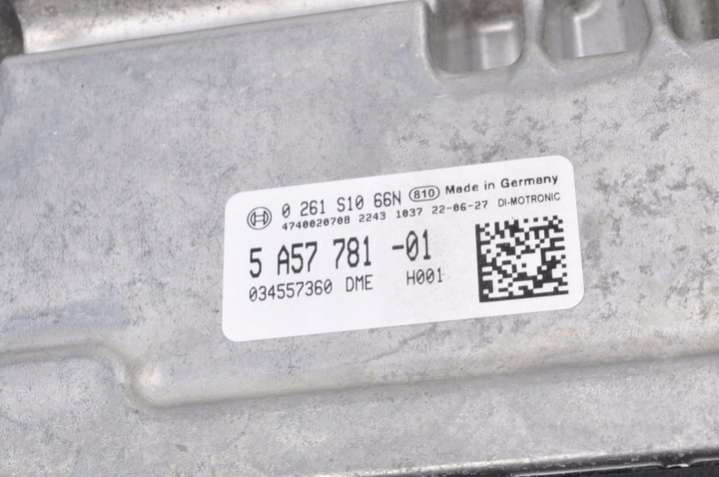 0 261 S10 66N 810 Made in Germany
4740020708 2243 1037 22-06-27 DI-MOTRONIC
5 A57 781 -01
034557360 DME H001